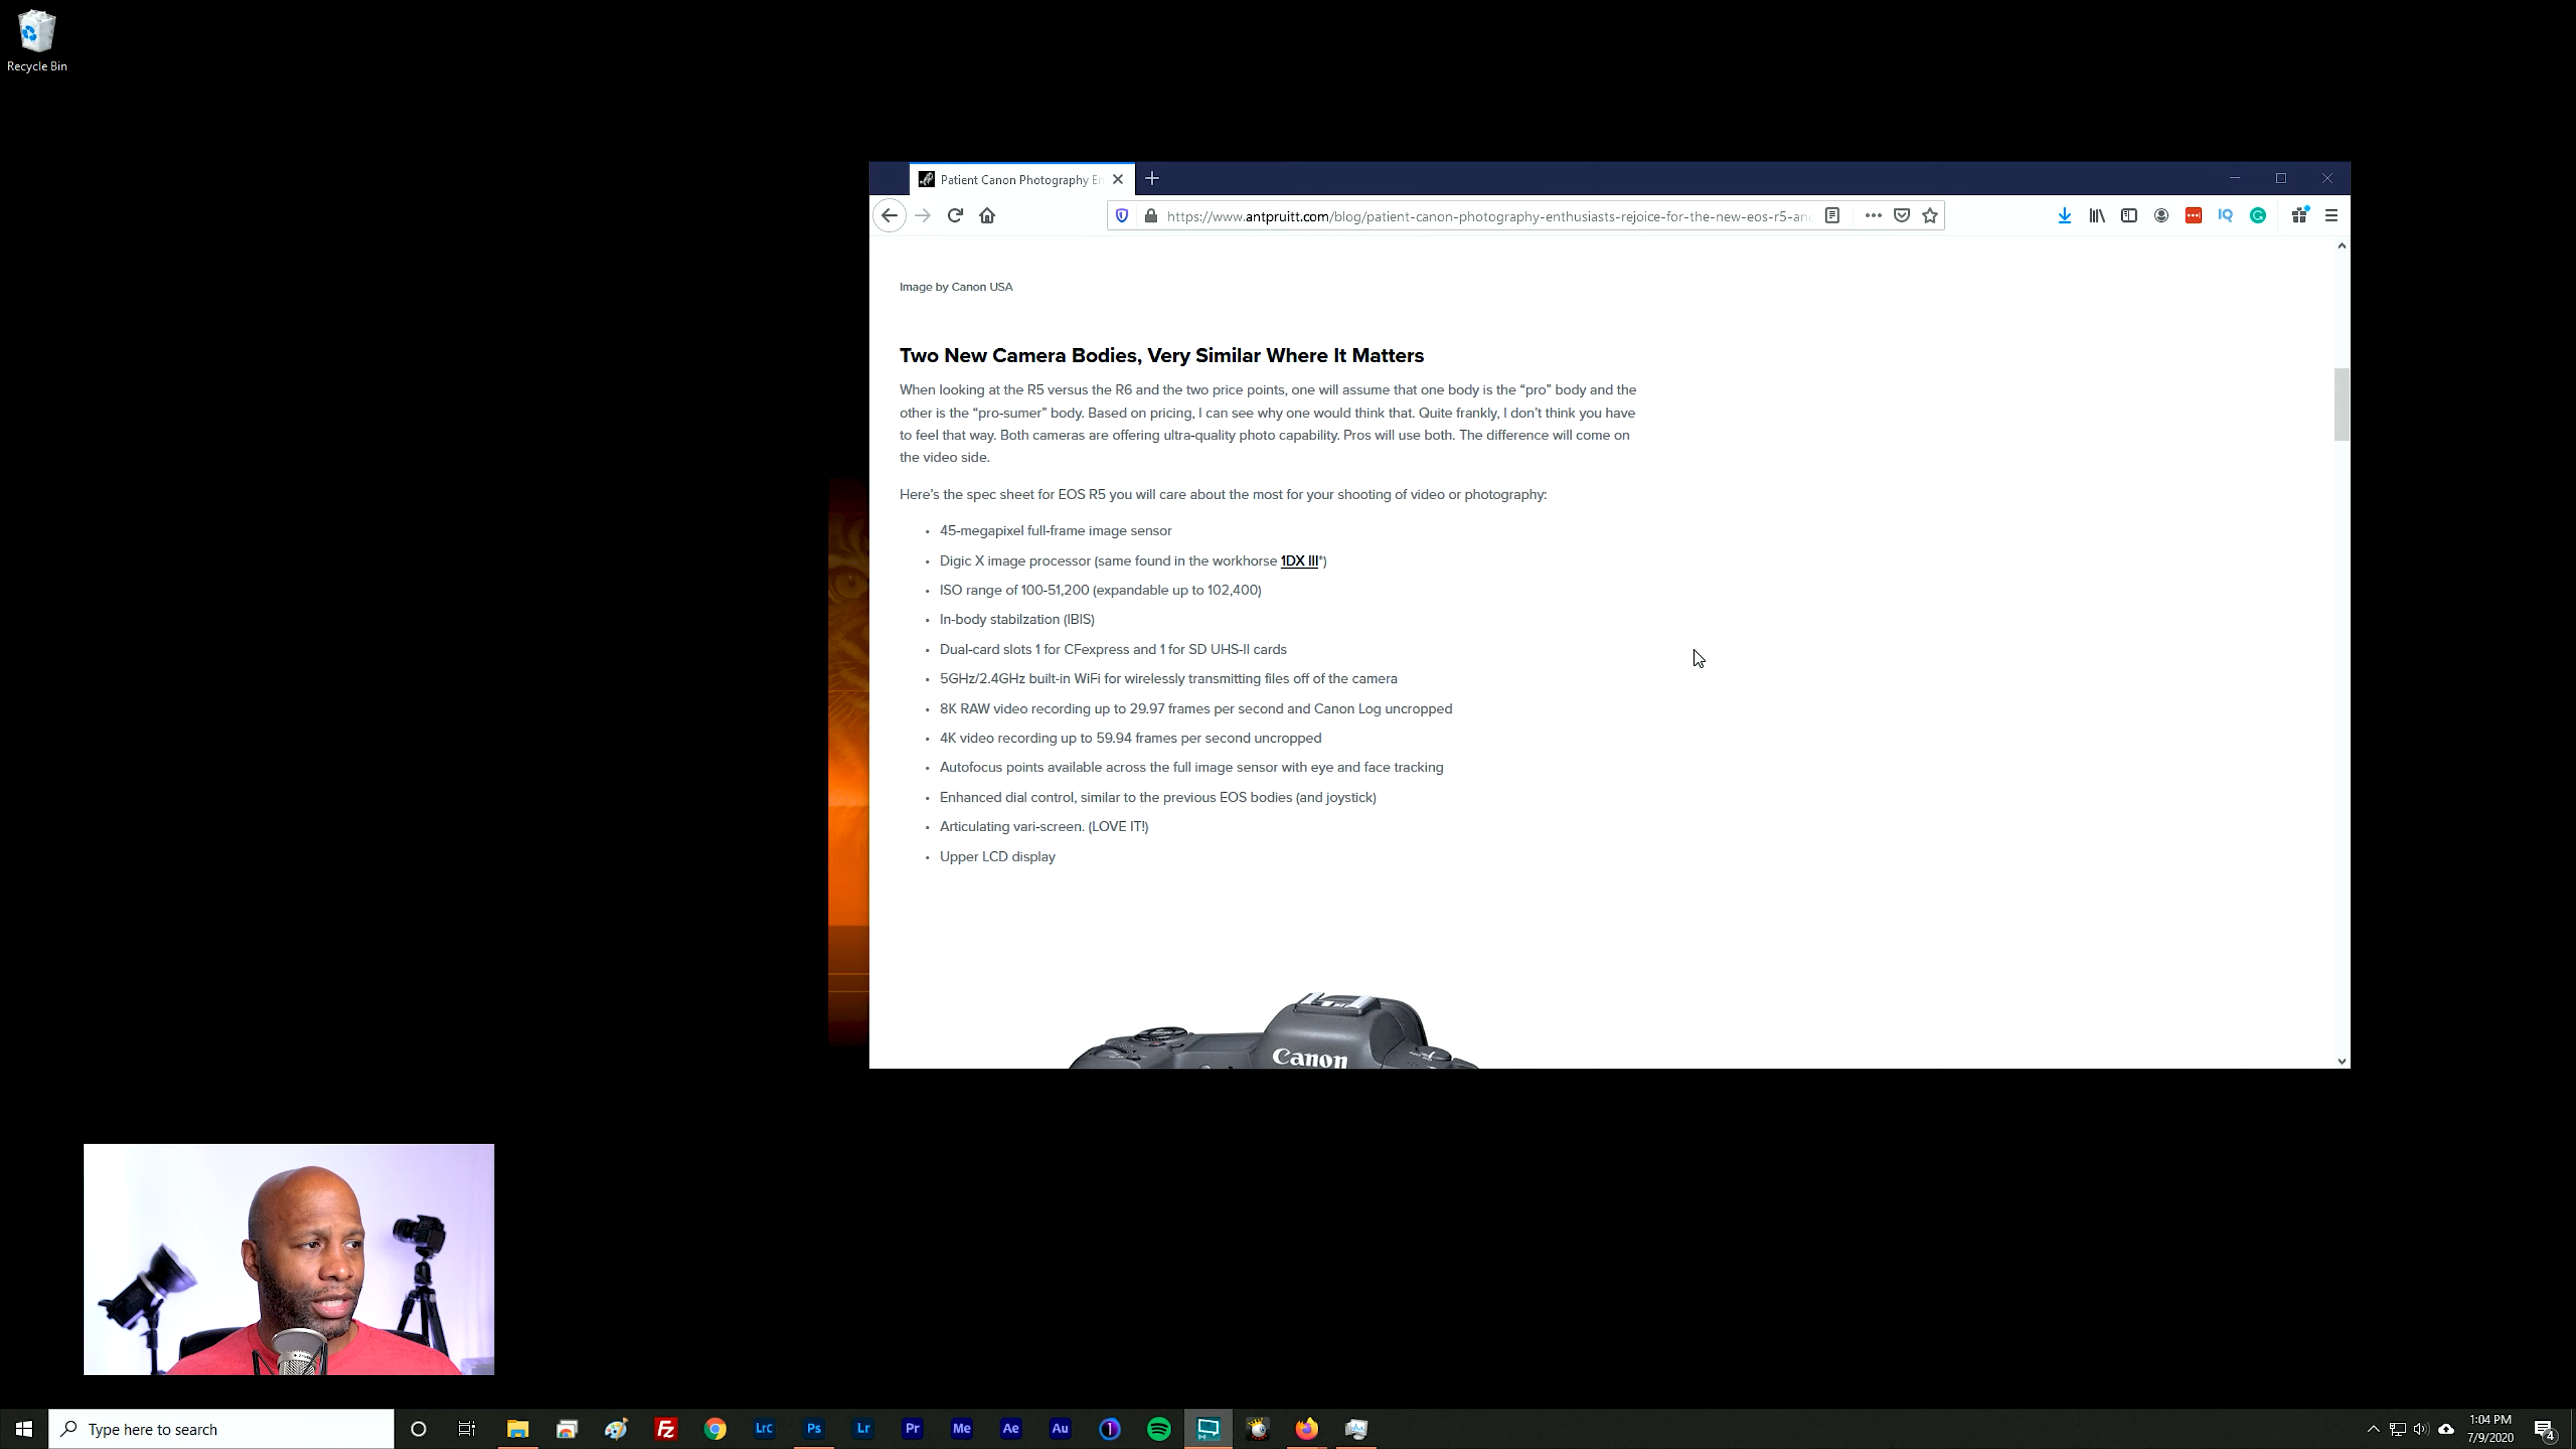 Recycle Bin
Patient Canon Photography En
https://www.antpruitt.com/blog/patient-canon-photography-enthusiasts-rejoice-for-the-new-eos-r5-and
IQ
Image by Canon USA
Two New Camera Bodies, Very Similar Where It Matters
When looking at the R5 versus the R6 and the two price points, one will assume that one body is the “pro” body and the
other is the “pro-sumer” body. Based on pricing, I can see why one would think that. Quite frankly, I don’t think you have
to feel that way. Both cameras are offering ultra-quality photo capability. Pros will use both. The difference will come on
the video side.
Here’s the spec sheet for EOS R5 you will care about the most for your shooting of video or photography:
• 45-megapixel full-frame image sensor
• Digic X image processor (same found in the workhorse 1DX III*)
• ISO range of 100-51,200 (expandable up to 102,400)
• In-body stabilzation (IBIS)
• Dual-card slots 1 for CFexpress and 1 for SD UHS-II cards
• 5GHz/2.4GHz built-in WiFi for wirelessly transmitting files off of the camera
• 8K RAW video recording up to 29.97 frames per second and Canon Log uncropped
• 4K video recording up to 59.94 frames per second uncropped
• Autofocus points available across the full image sensor with eye and face tracking
• Enhanced dial control, similar to the previous EOS bodies (and joystick)
• Articulating vari-screen. (LOVE IT!)
• Upper LCD display
Canon
Type here to search
Fz
LrC
Ps
Lr
Pr
Me
Ae
Au
1:04 PM
7/9/2020
4